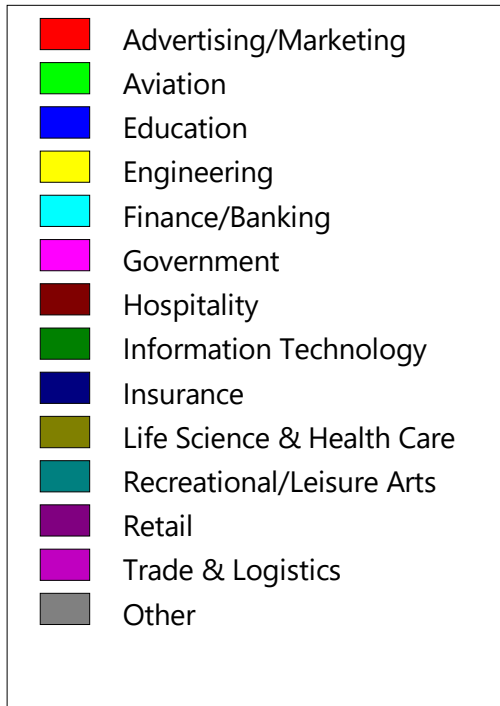 Advertising/Marketing
Aviation
Education
Engineering
Finance/Banking
Government
Hospitality
Information Technology
Insurance
Life Science & Health Care
Recreational/Leisure Arts
Retail
Trade & Logistics
Other